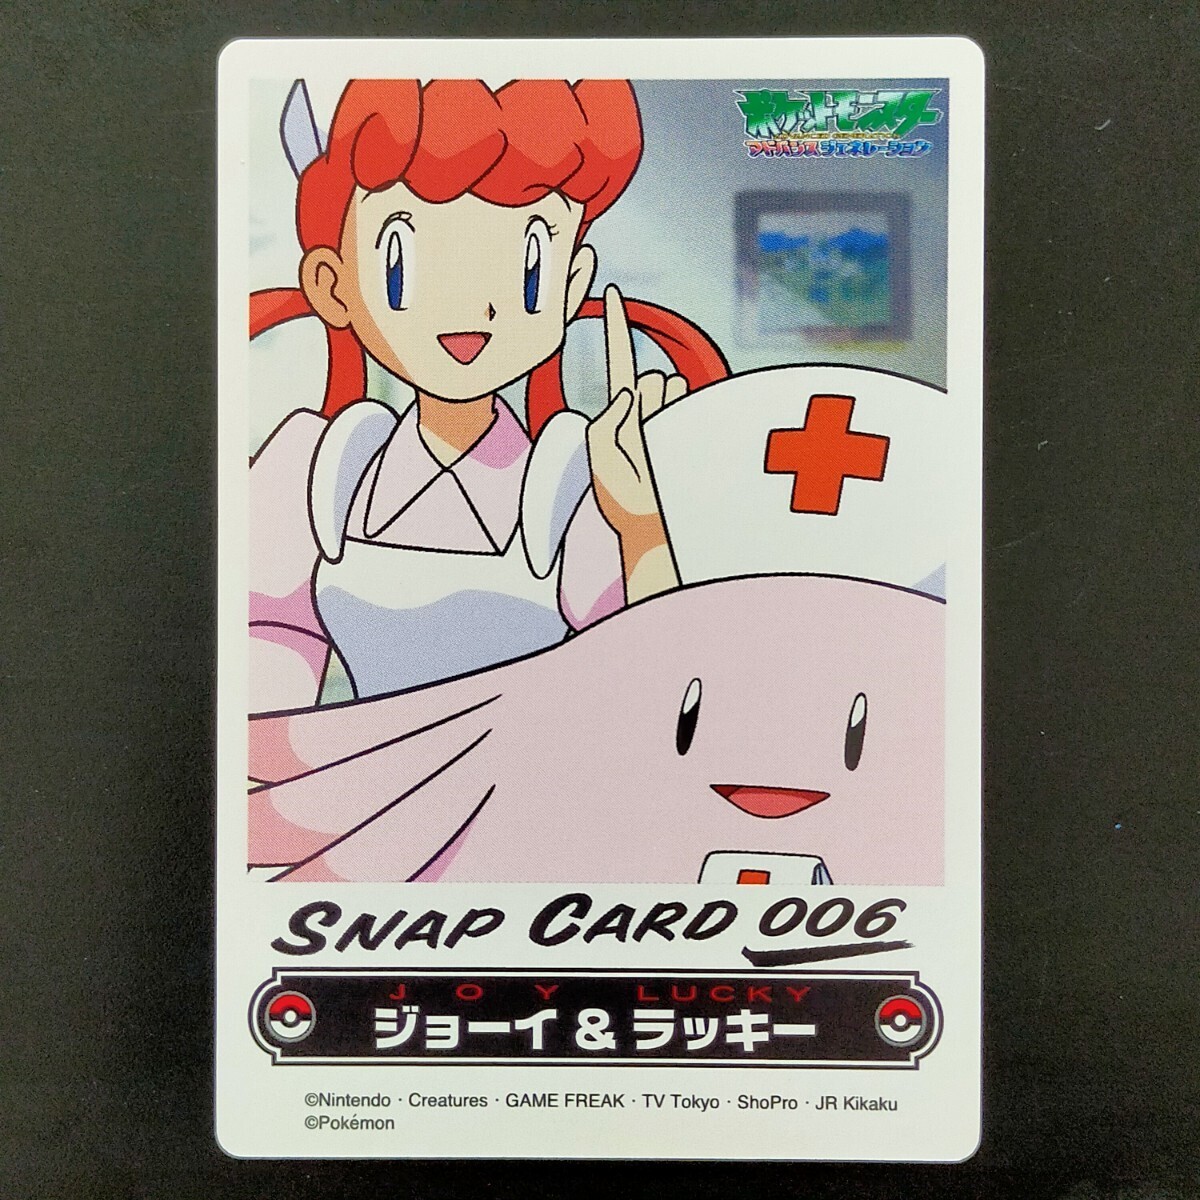 ポケットモンスター
アドバンスジェネレーション
SNAP CARD 006
JOY LUCKY
ジョーイ&ラッキー
©Nintendo · Creatures · GAME FREAK · TV Tokyo · ShoPro · JR Kikaku
©Pokémon